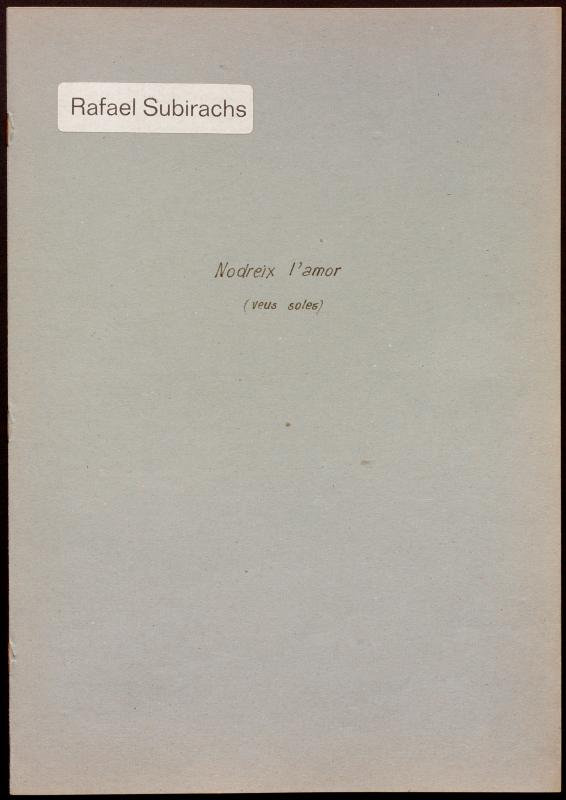 Rafael Subirachs
Nodreix l'amor
(veus soles)